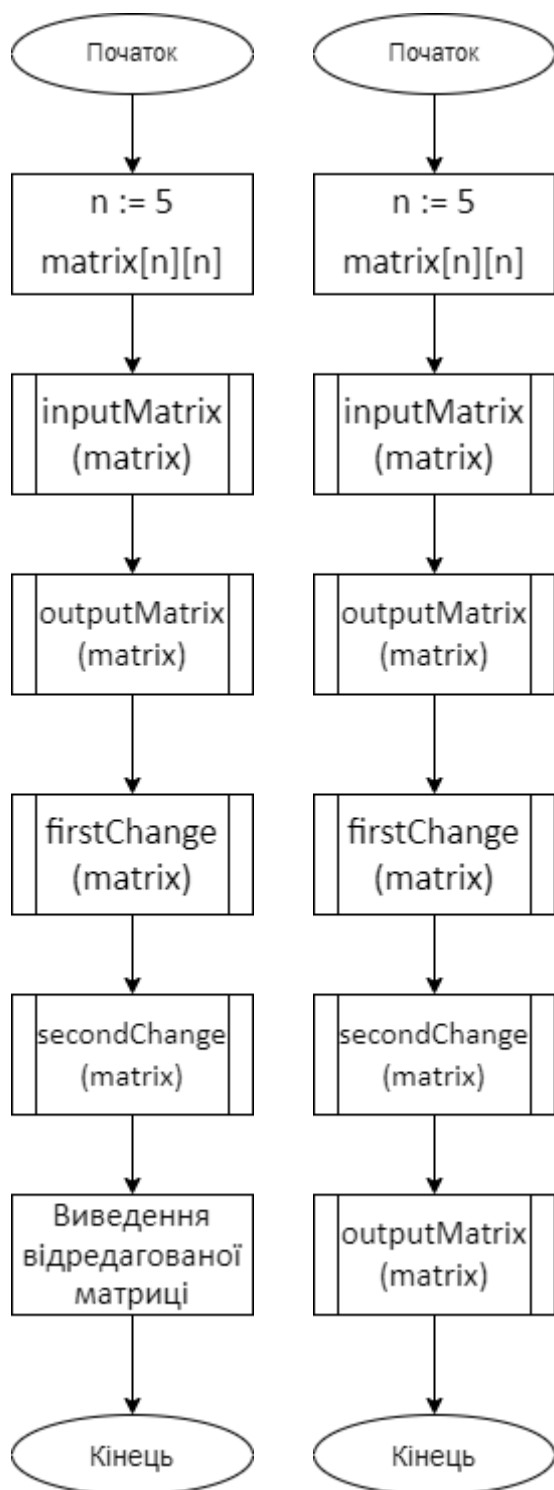 Початок
n := 5
matrix[n][n]
inputMatrix
(matrix)
outputMatrix
(matrix)
firstChange
(matrix)
secondChange
(matrix)
Виведення
відредагованої
матриці
Кінець
Початок
n := 5
matrix[n][n]
inputMatrix
(matrix)
outputMatrix
(matrix)
firstChange
(matrix)
secondChange
(matrix)
outputMatrix
(matrix)
Кінець